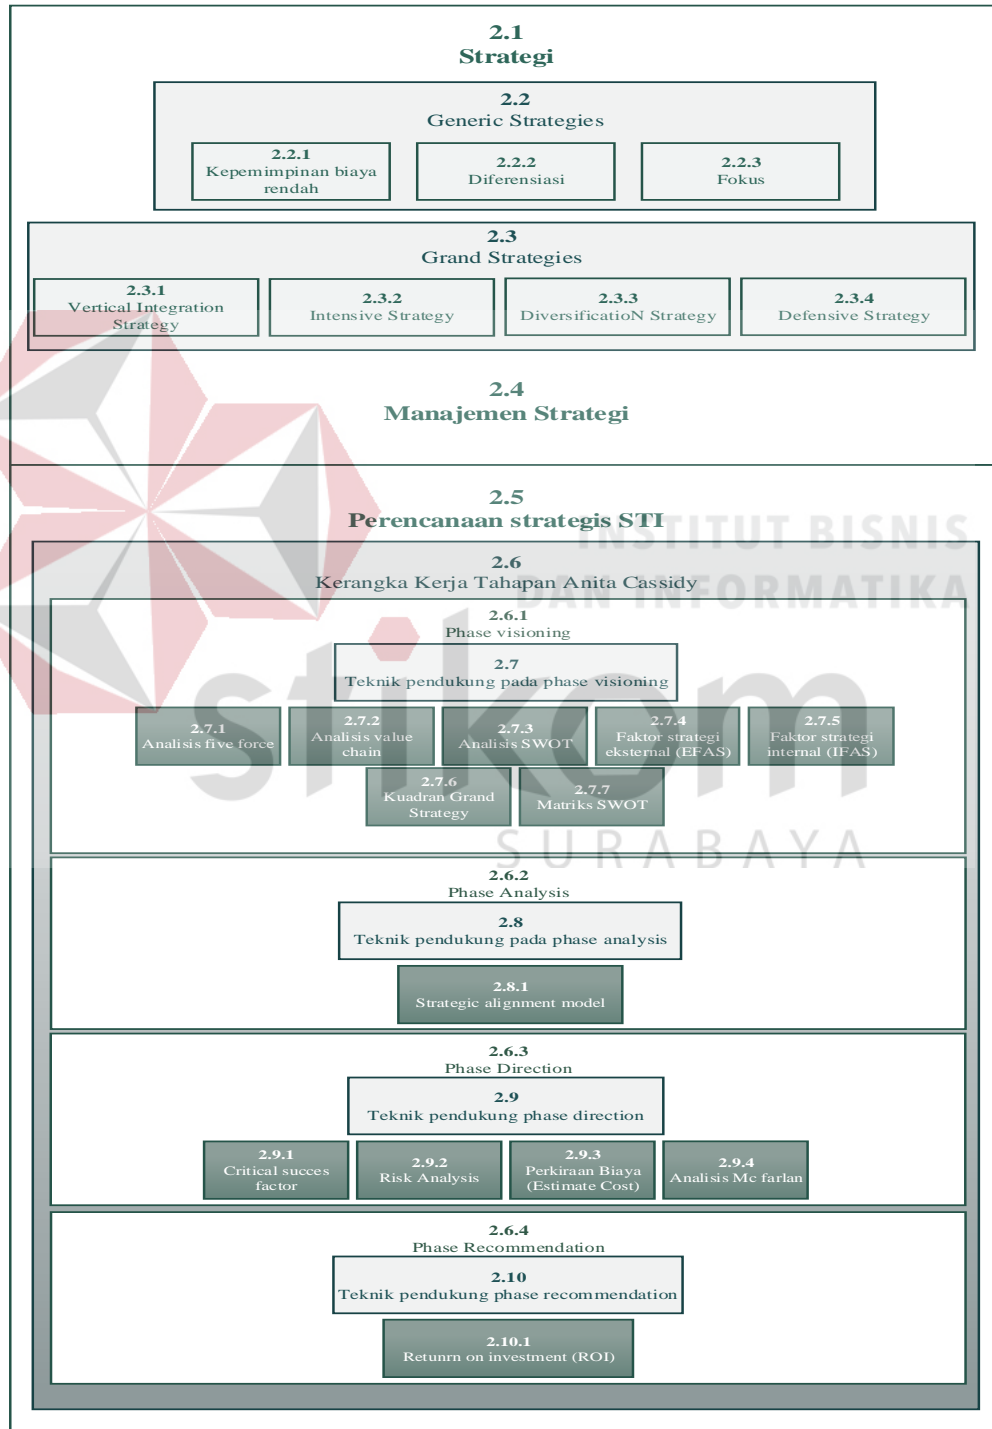 2.1
Strategi
2.2
Generic Strategies
2.2.1
Kepemimpinan biaya
rendah
2.2.2
Diferensiasi
2.2.3
Fokus
2.3
Grand Strategies
2.3.1
Vertical Integration
Strategy
2.3.2
Intensive Strategy
2.3.3
DiversificatioN Strategy
2.3.4
Defensive Strategy
2.4
Manajemen Strategi
2.5
Perencanaan strategis STI
INSTITUT BISNIS
DAN INFORMATIKA
stikom
SURABAYA
2.6
Kerangka Kerja Tahapan Anita Cassidy
2.6.1
Phase visioning
2.7
Teknik pendukung pada phase visioning
2.7.1
Analisis five force
2.7.2
Analisis value
chain
2.7.3
Analisis SWOT
2.7.4
Faktor strategi
eksternal (EFAS)
2.7.5
Faktor strategi
internal (IFAS)
2.7.6
Kuadran Grand
Strategy
2.7.7
Matriks SWOT
2.6.2
Phase Analysis
2.8
Teknik pendukung pada phase analysis
2.8.1
Strategic alignment model
2.6.3
Phase Direction
2.9
Teknik pendukung phase direction
2.9.1
Critical succes
factor
2.9.2
Risk Analysis
2.9.3
Perkiraan Biaya
(Estimate Cost)
2.9.4
Analisis Mc farlan
2.6.4
Phase Recommendation
2.10
Teknik pendukung phase recommendation
2.10.1
Retunrn on investment (ROI)